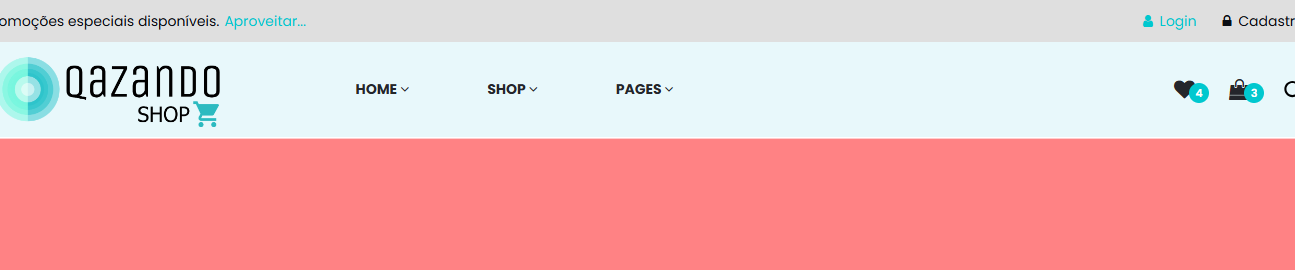 omoções especiais disponíveis. Aproveitar...
Login
Cadastr
Qazando
SHOP
HOME
SHOP
PAGES
4
3